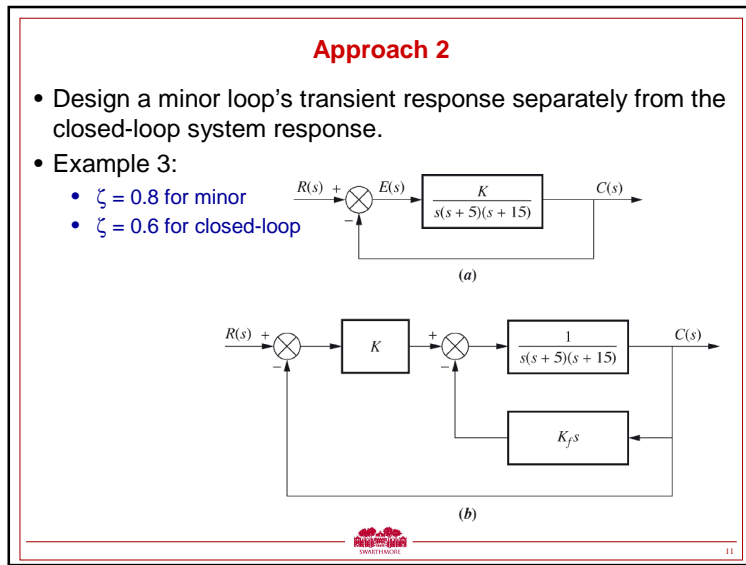 Approach 2
• Design a minor loop's transient response separately from the
closed-loop system response.
• Example 3:
• ζ = 0.8 for minor
• ζ = 0.6 for closed-loop
R(s) + E(s) K C(s)
s(s + 5)(s + 15)
−
(a)
R(s) + K + 1 C(s)
s(s + 5)(s + 15)
− −
K_f s
(b)
SWARTHMORE
11